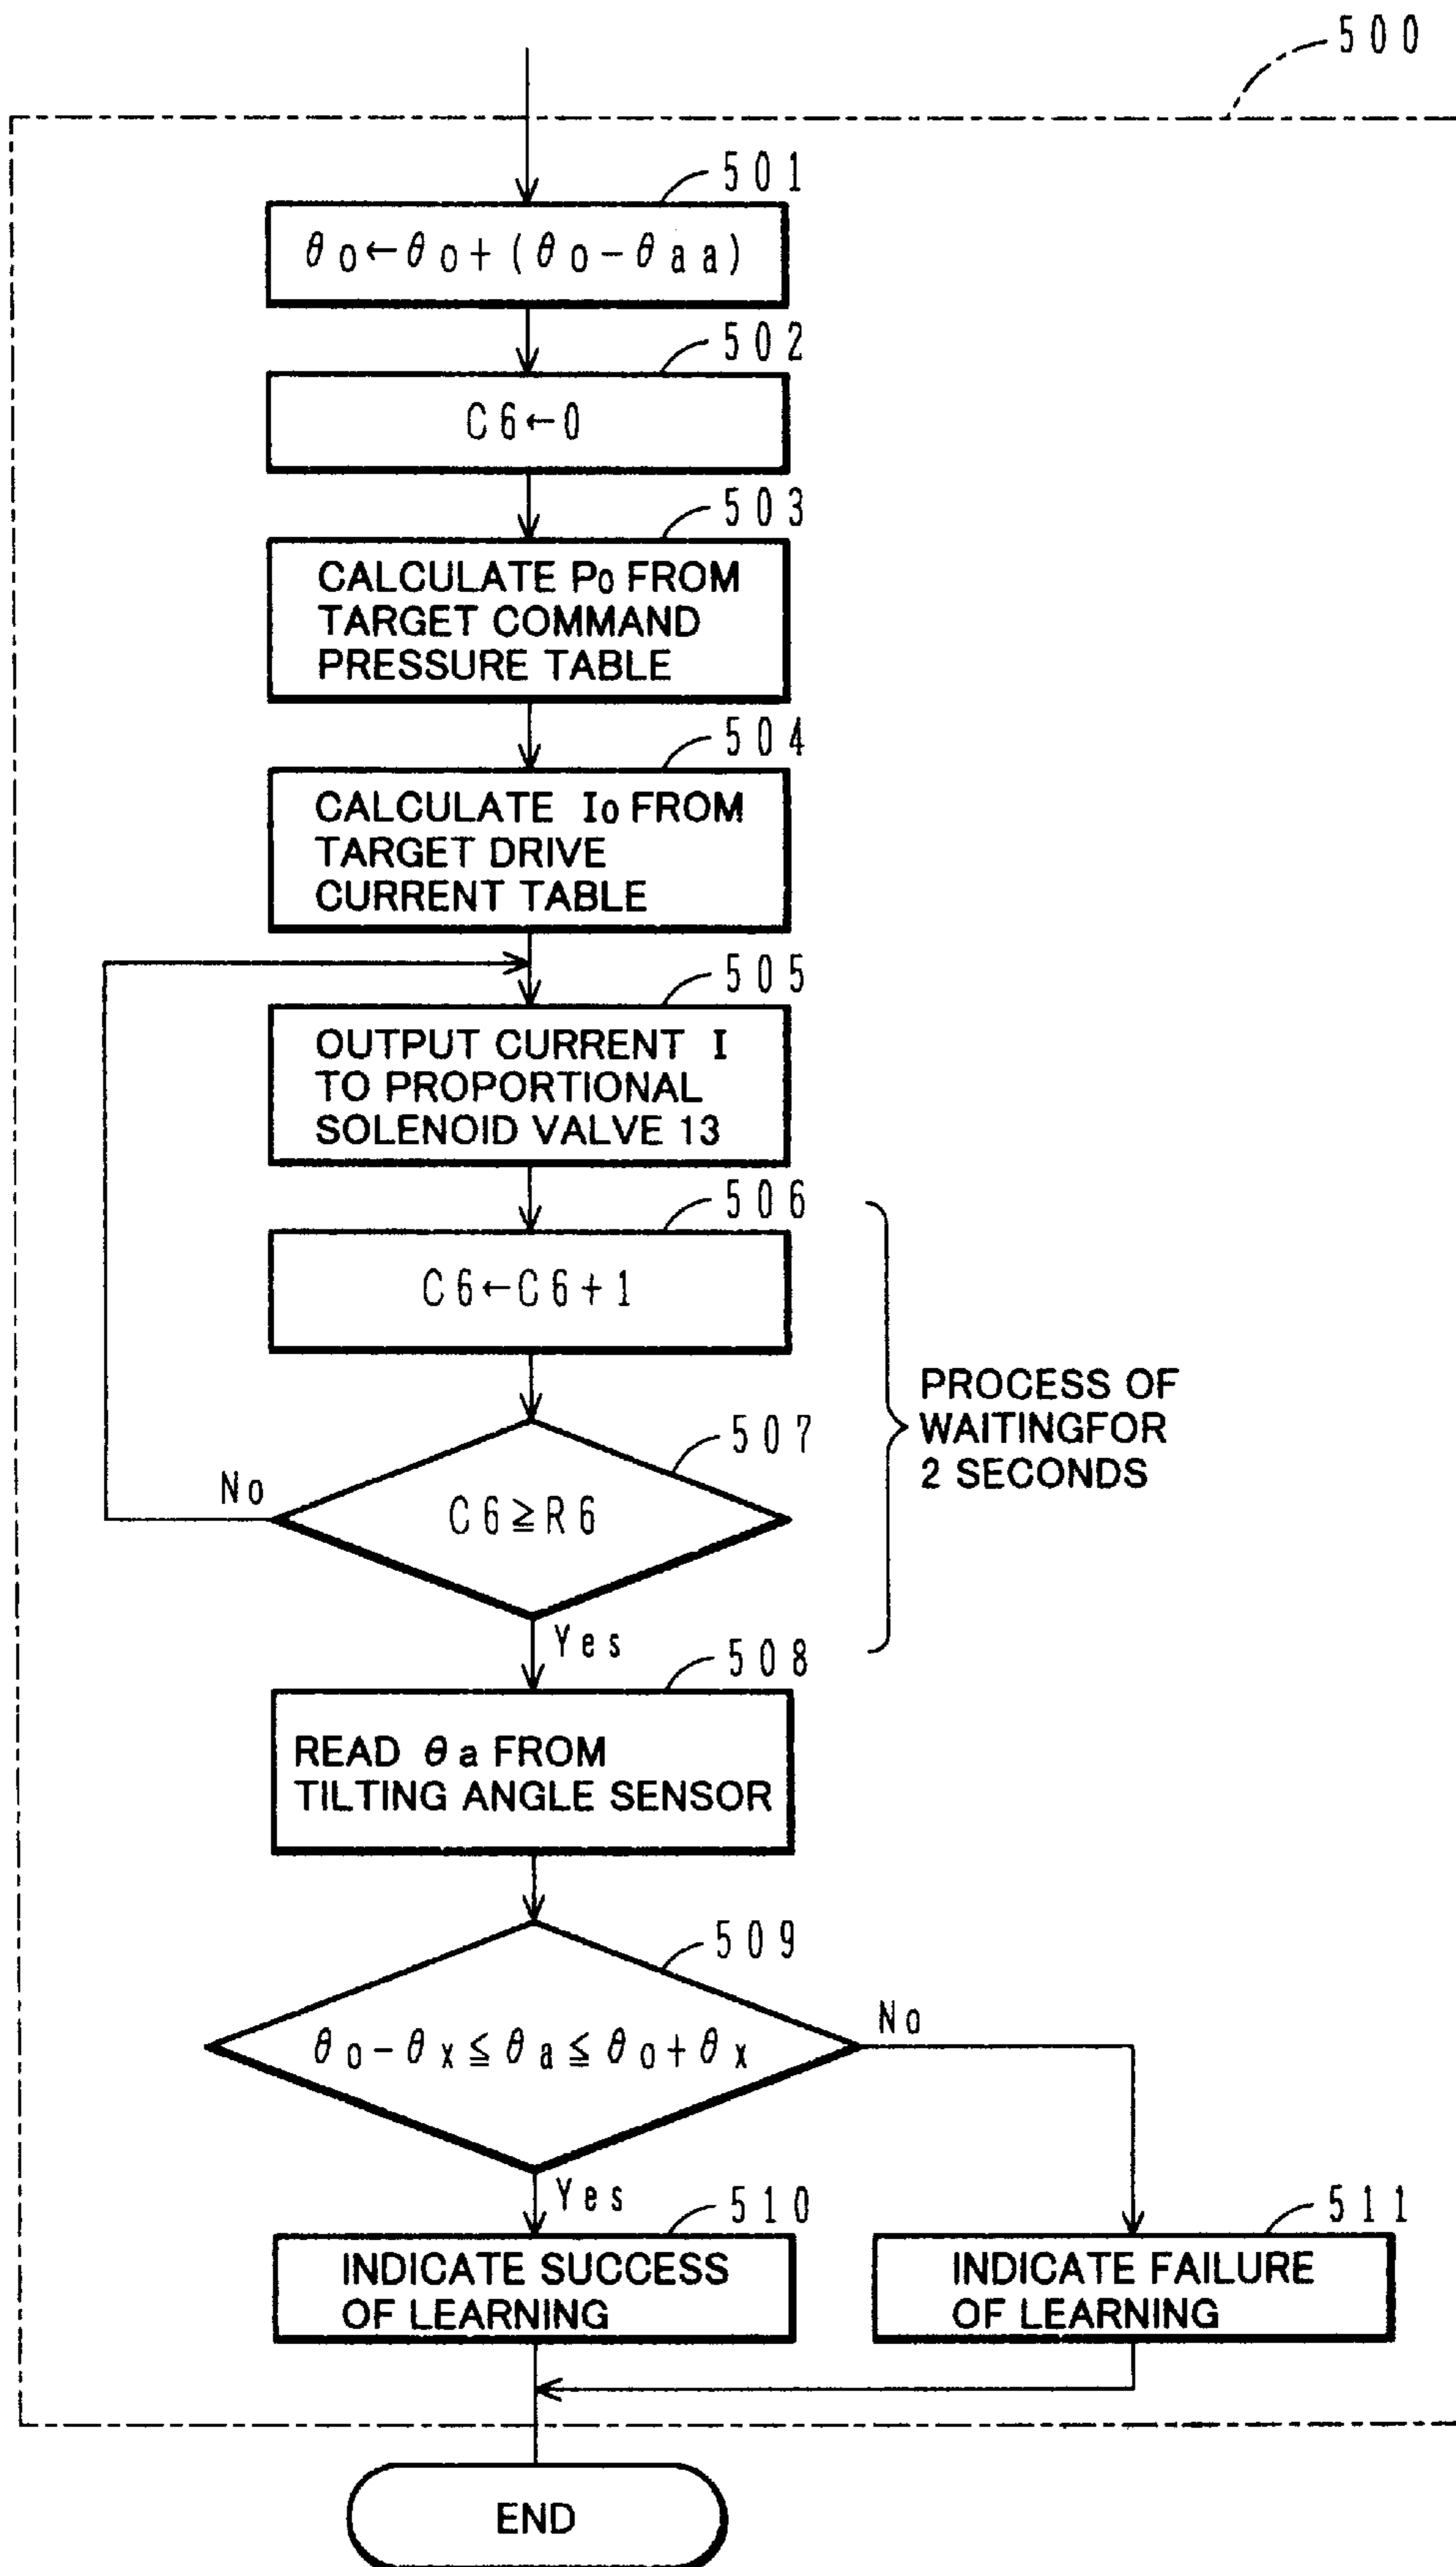 500
501
θo←θo+(θo-θaa)
502
C6←0
503
CALCULATE Po FROM
TARGET COMMAND
PRESSURE TABLE
504
CALCULATE Io FROM
TARGET DRIVE
CURRENT TABLE
505
OUTPUT CURRENT I
TO PROPORTIONAL
SOLENOID VALVE 13
506
C6←C6+1
PROCESS OF
WAITINGFOR
2 SECONDS
507
No
C6≧R6
Yes
508
READ θa FROM
TILTING ANGLE SENSOR
509
No
θo-θx≦θa≦θo+θx
Yes
510
INDICATE SUCCESS
OF LEARNING
511
INDICATE FAILURE
OF LEARNING
END